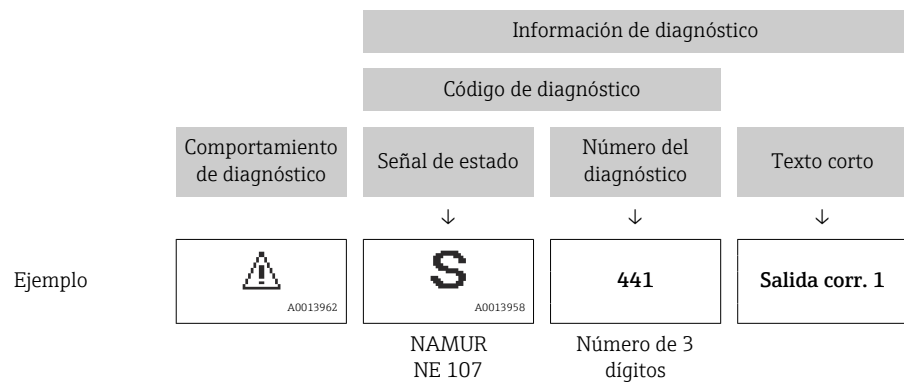 Información de diagnóstico
Código de diagnóstico
Comportamiento
de diagnóstico
Señal de estado
Número del
diagnóstico
Texto corto
↓
↓
↓
Ejemplo
A0013962
S
A0013958
441
Salida corr. 1
NAMUR
NE 107
Número de 3
dígitos